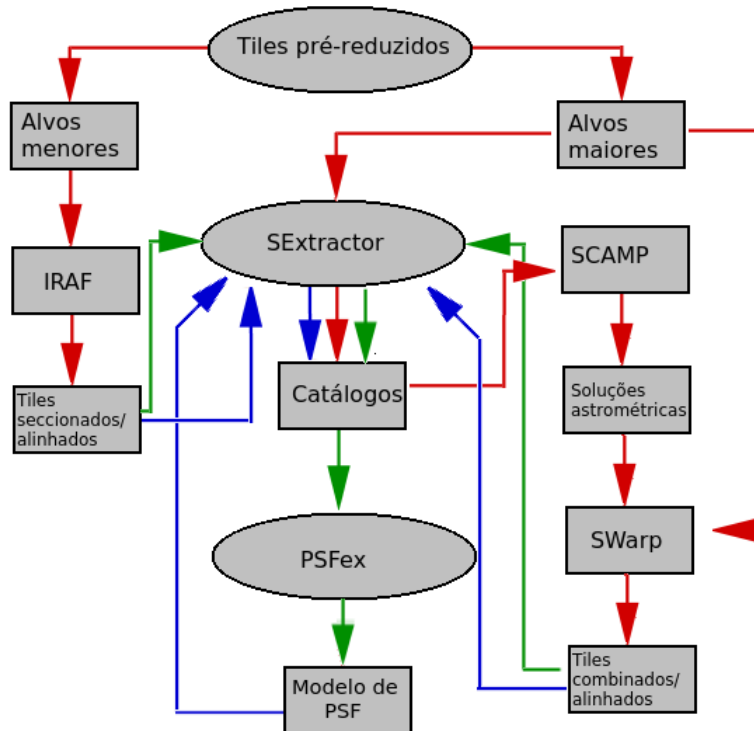 Tiles pré-reduzidos
Alvos
menores
Alvos
maiores
SExtractor
SCAMP
IRAF
Catálogos
Soluções
astrométricas
Tiles
seccionados/
alinhados
PSFex
SWarp
Modelo de
PSF
Tiles
combinados/
alinhados